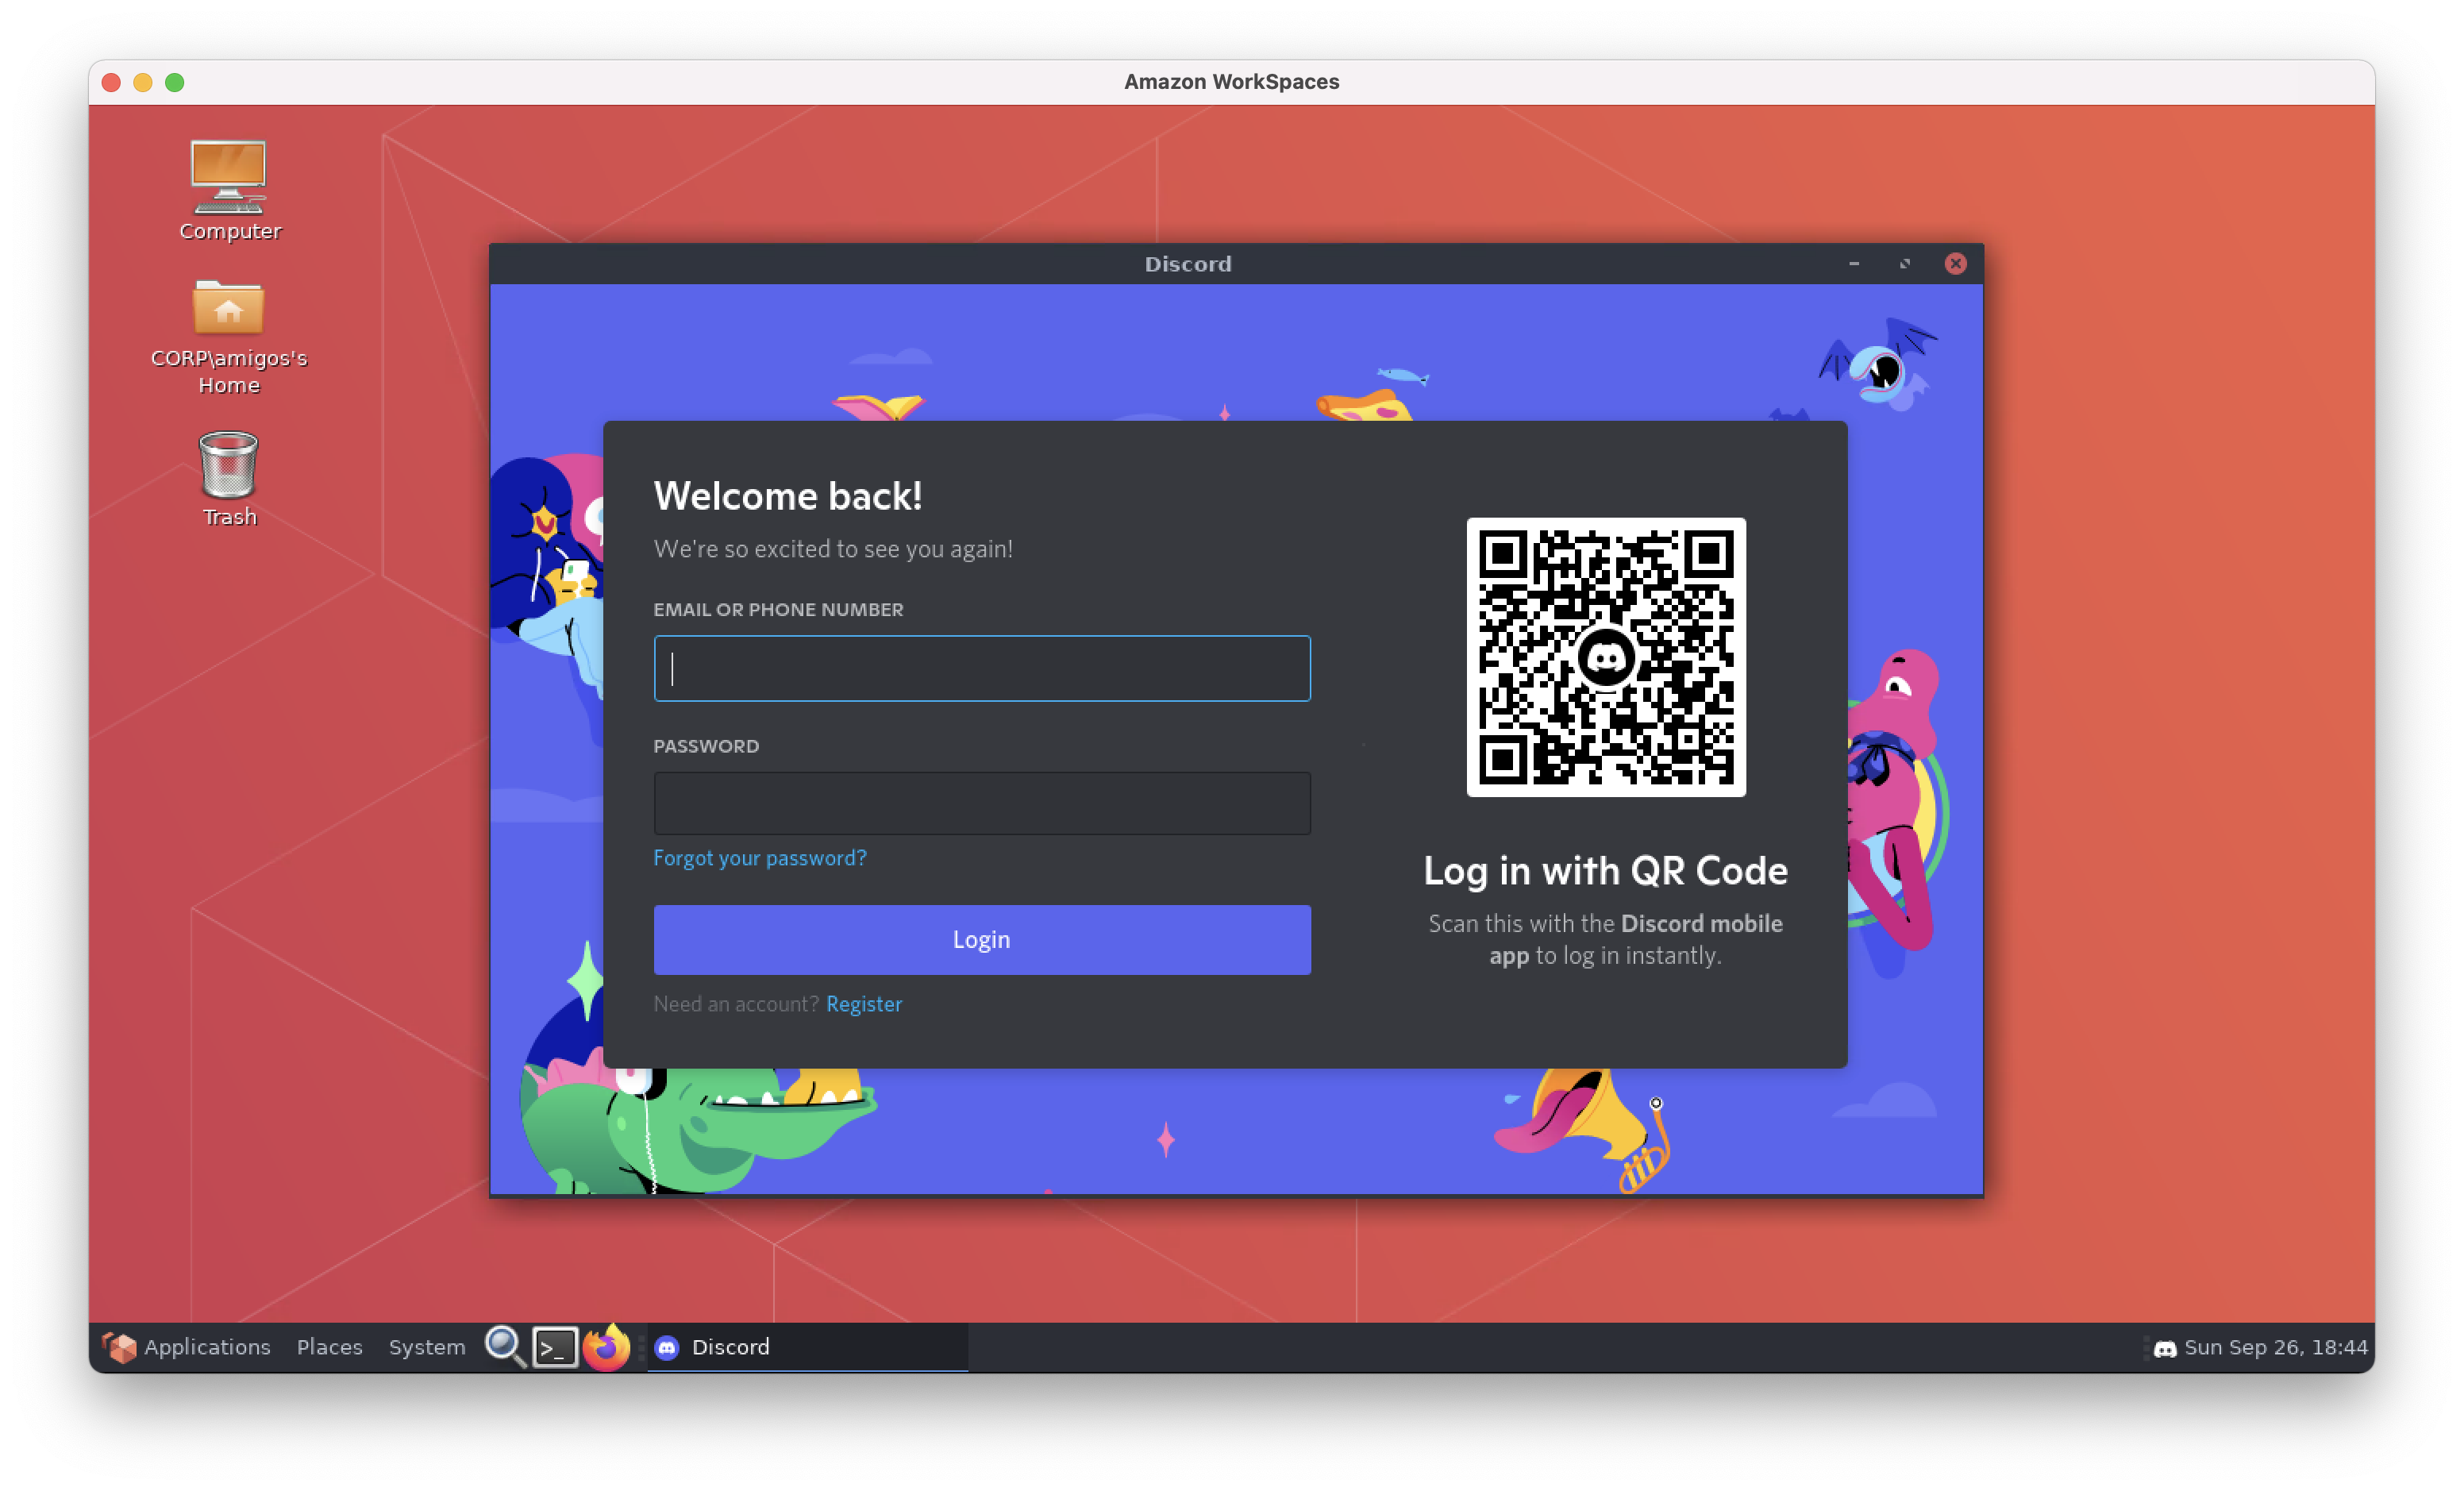 Amazon WorkSpaces
Computer
CORP\amigos's
Home
Trash
Discord
Welcome back!
We're so excited to see you again!
EMAIL OR PHONE NUMBER
PASSWORD
Forgot your password?
Login
Need an account? Register
Log in with QR Code
Scan this with the Discord mobile
app to log in instantly.
Applications Places System Discord Sun Sep 26, 18:44